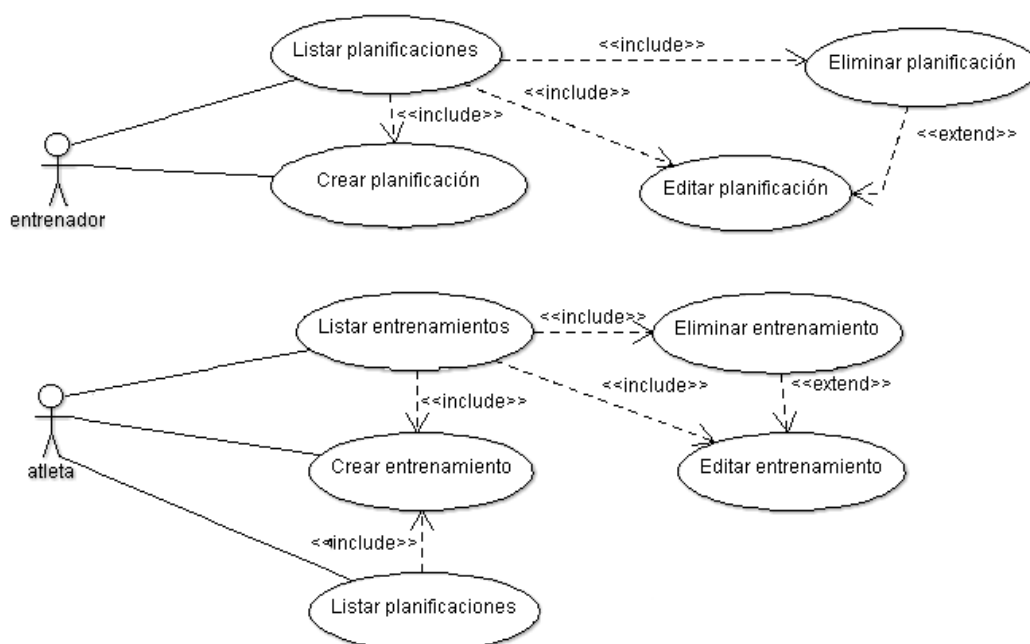 Listar planificaciones
<<include>>
Eliminar planificación
<<include>>
<<include>>
<<extend>>
Crear planificación
Editar planificación
entrenador
Listar entrenamientos
<<include>>
Eliminar entrenamiento
<<include>>
<<include>>
<<extend>>
Crear entrenamiento
Editar entrenamiento
atleta
<<include>>
Listar planificaciones